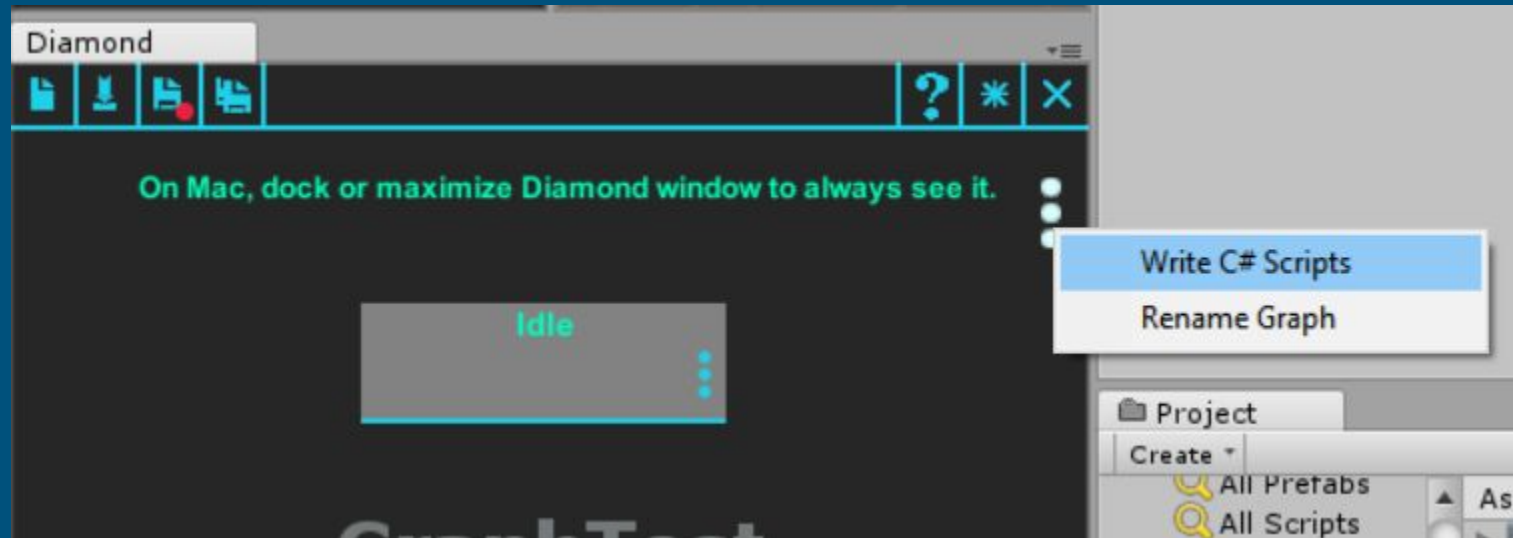 Diamond
?
On Mac, dock or maximize Diamond window to always see it.
Write C# Scripts
Rename Graph
Idle
Project
Create
All Prefabs
As
All Scripts
GraphTest